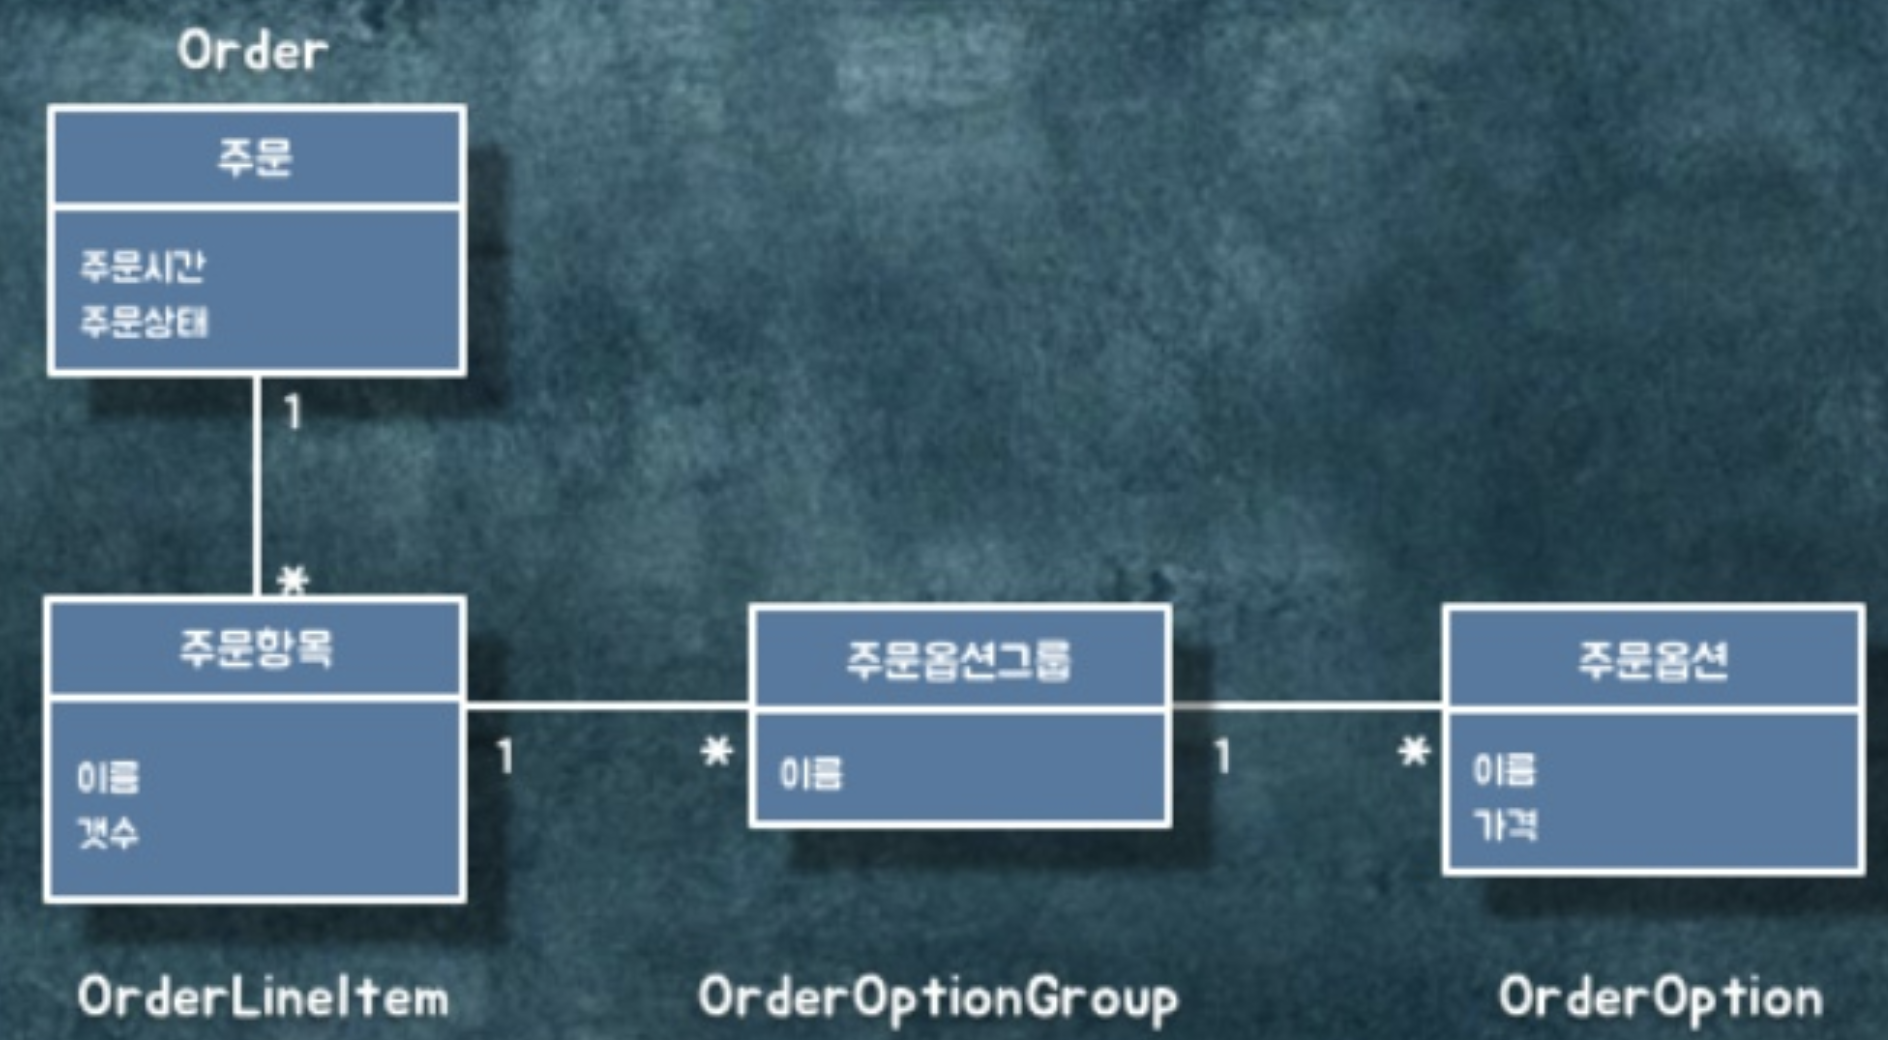 Order
주문
주문시간
주문상태
1
*
주문항목
이름
갯수
1
*
주문옵션그룹
이름
1
*
주문옵션
이름
가격
OrderLineItem
OrderOptionGroup
OrderOption